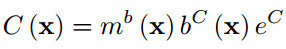 C (x) = m^b (x) b^C (x) e^C